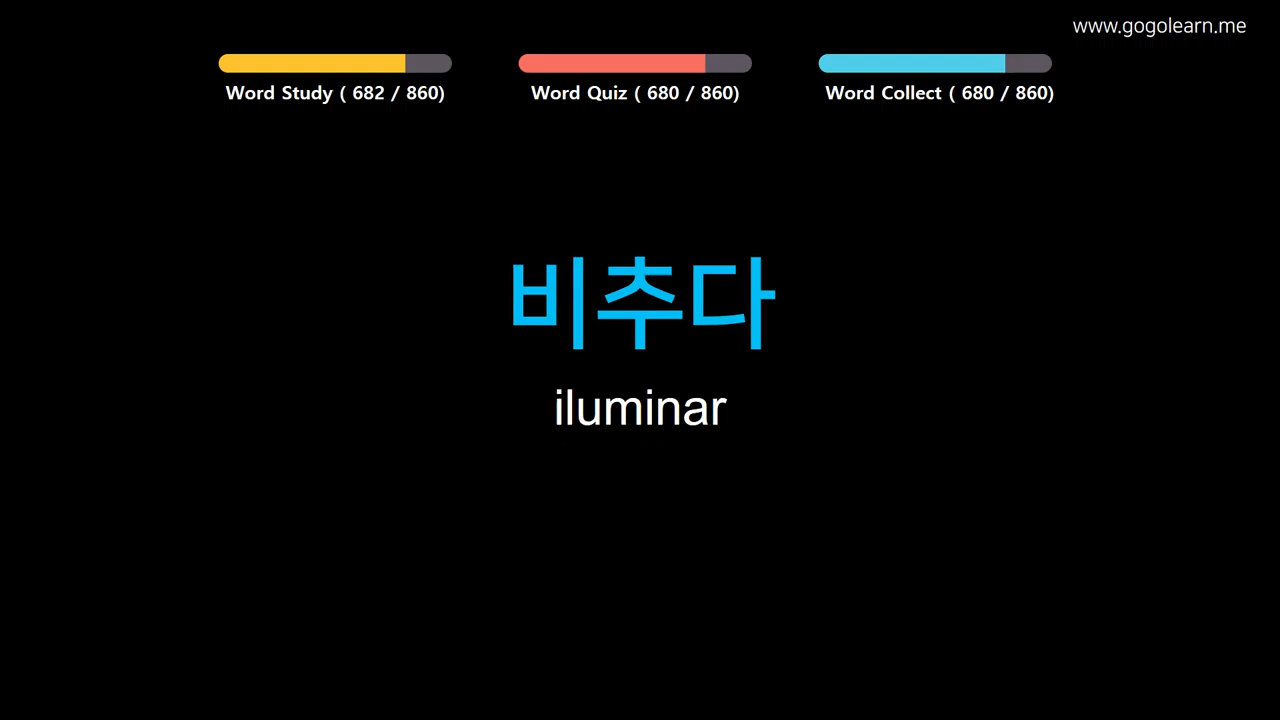 www.gogolearn.me
Word Study ( 682 / 860)
Word Quiz ( 680 / 860)
Word Collect ( 680 / 860)
비추다
iluminar